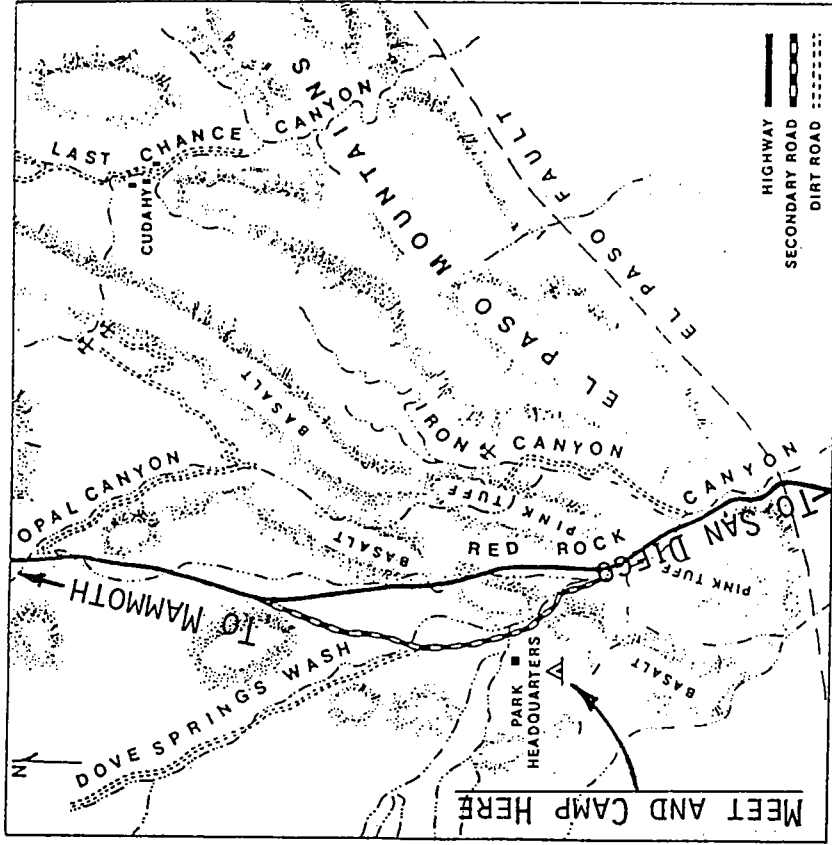 N
LAST CHANCE CANYON
CUDAHY
EL PASO MOUNTAINS
OPAL CANYON
BASALT
IRON CANYON
EL PASO FAULT
TO MAMMOTH
BASALT
PINK TUFF
DOVE SPRINGS WASH
RED ROCK CANYON
PARK
HEADQUARTERS
PINK TUFF
TO SAN DIEGO
BASALT
MEET AND CAMP HERE
HIGHWAY
SECONDARY ROAD
DIRT ROAD